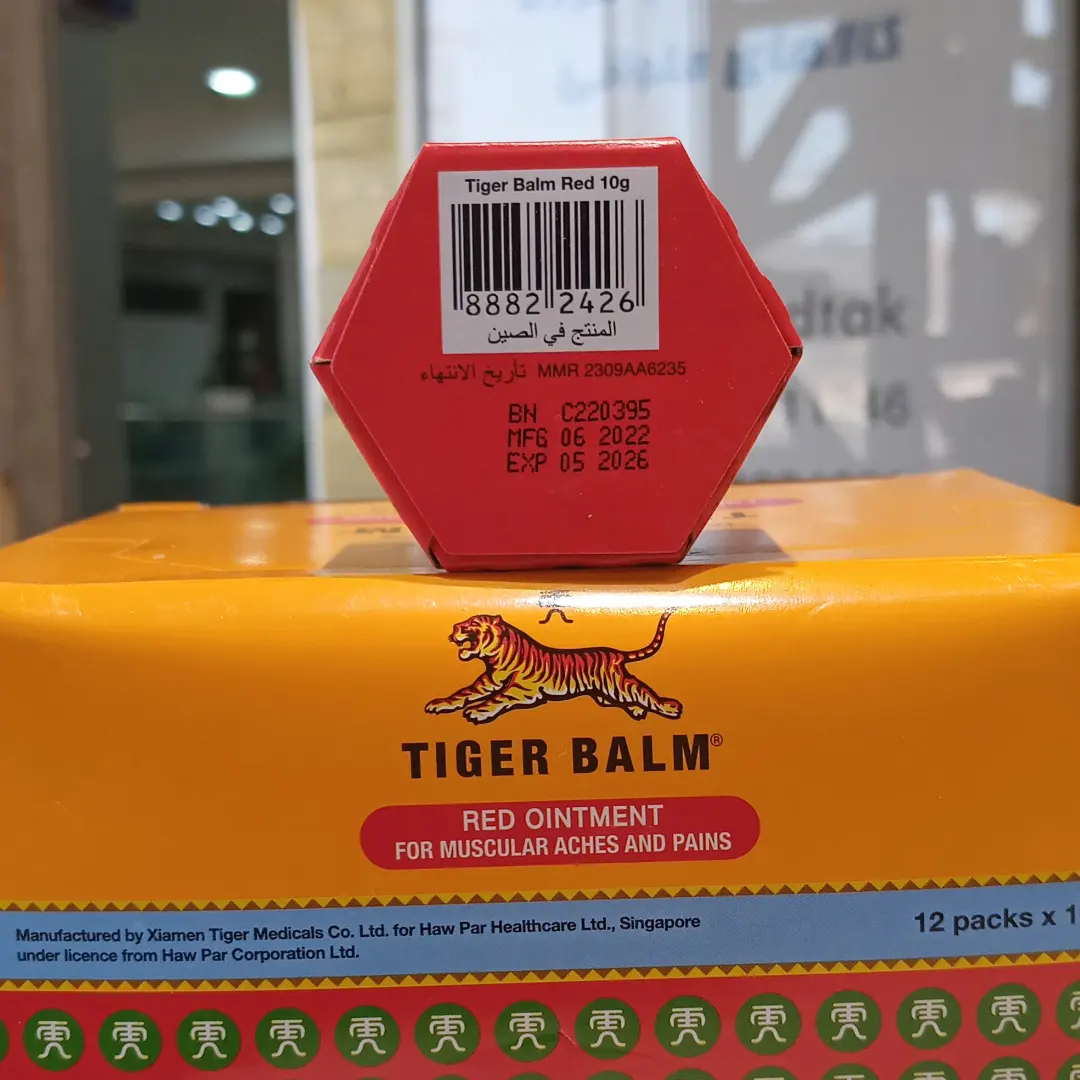 Tiger Balm Red 10g
8882 2426
المنتج في الصين
تأريخ الانتهاء MMR 2309AA6235
BN C220395
MFG 06 2022
EXP 05 2026
TIGER BALM®
RED OINTMENT
FOR MUSCULAR ACHES AND PAINS
Manufactured by Xiamen Tiger Medicals Co. Ltd. for Haw Par Healthcare Ltd., Singapore
under licence from Haw Par Corporation Ltd.
12 packs x 1